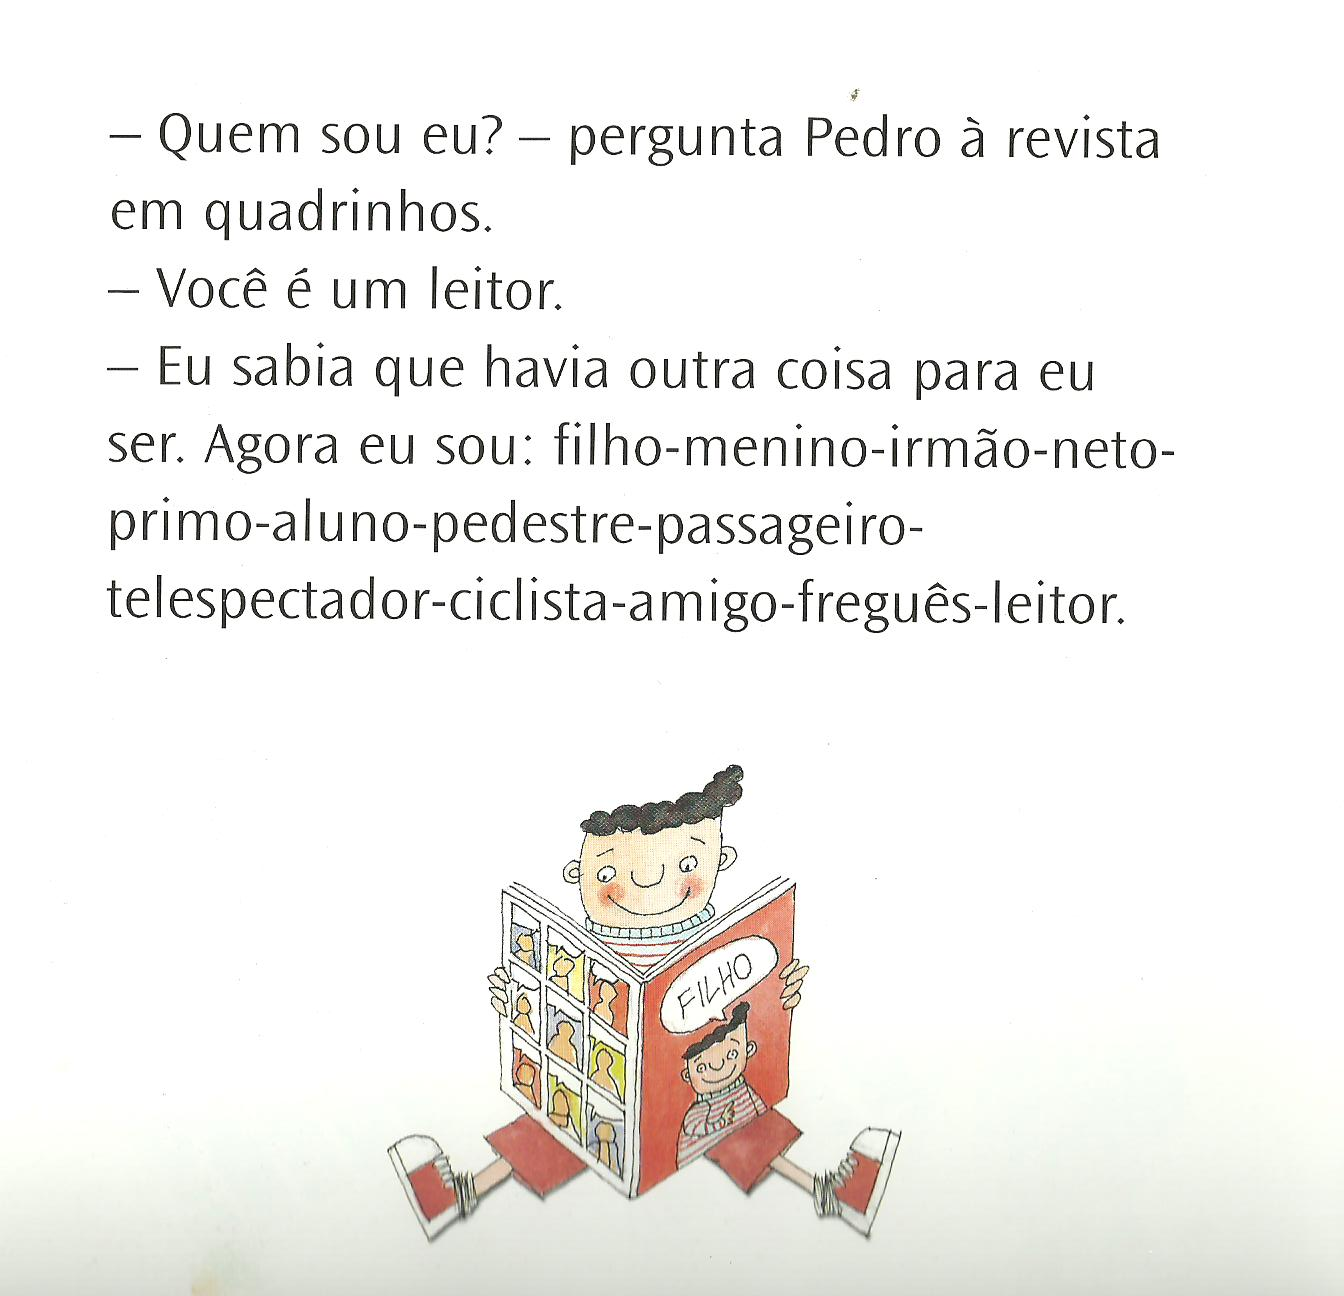 – Quem sou eu? – pergunta Pedro à revista
em quadrinhos.
– Você é um leitor.
– Eu sabia que havia outra coisa para eu
ser. Agora eu sou: filho-menino-irmão-neto-
primo-aluno-pedestre-passageiro-
telespectador-ciclista-amigo-freguês-leitor.
FILHO